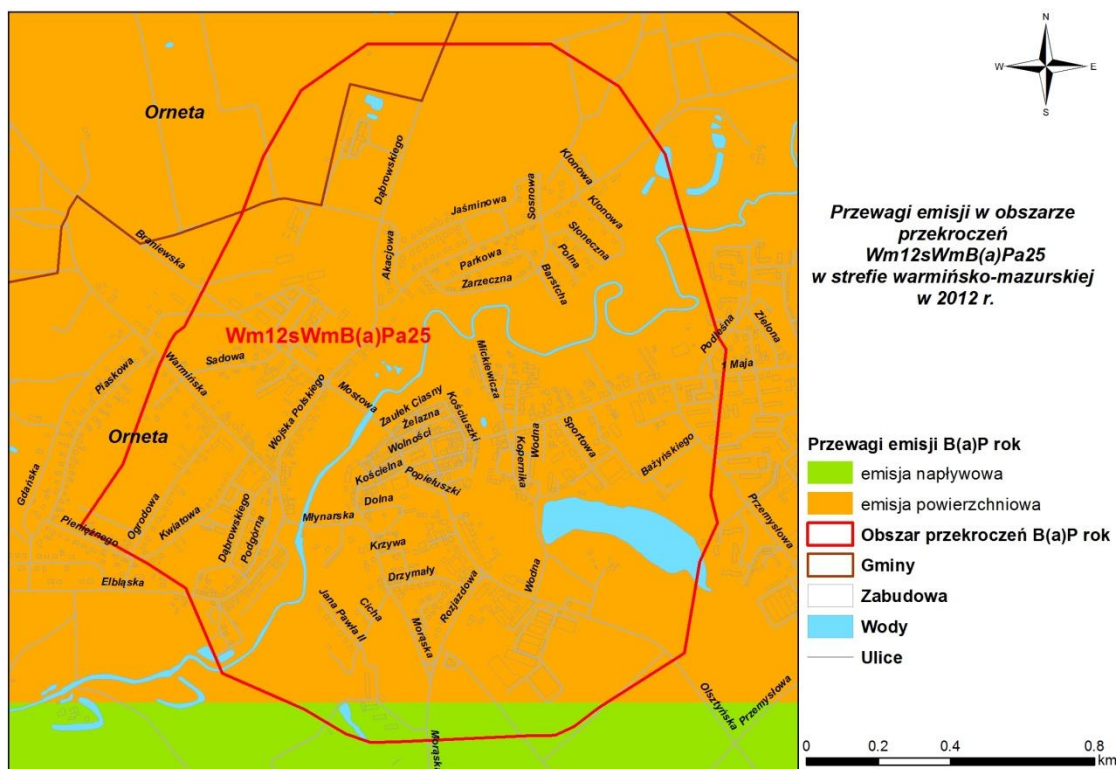 Orneta
Dąbrowskiego
Klonowa
Jaśminowa
Sosnowa
Klonowa
Braniewska
Akacjowa
Parkowa
Słoneczna
Polna
Zarzeczna
Barstcha
Wm12sWmB(a)Pa25
Podleśna
Zielona
Piaskowa
Warmińska
Sadowa
Mickiewicza
1 Maja
Mostowa
Wojska Polskiego
Zaułek Ciasny
Żelazna
Kościuszki
Wolności
Orneta
Kopernika
Wodna
Sportowa
Bażyńskiego
Kościelna
Popiełuszki
Gdańska
Dolna
Pieniężnego
Ogrodowa
Kwiatowa
Dąbrowskiego
Podgórna
Młynarska
Przemysłowa
Krzywa
Elbląska
Drzymały
Wodna
Jana Pawła II
Cicha
Rozjazdowa
Morąska
Olsztyńska
Przemysłowa
Morąska
N
W
E
S
Przewagi emisji w obszarze
przekroczeń
Wm12sWmB(a)Pa25
w strefie warmińsko-mazurskiej
w 2012 r.
Przewagi emisji B(a)P rok
emisja napływowa
emisja powierzchniowa
Obszar przekroczeń B(a)P rok
Gminy
Zabudowa
Wody
Ulice
0 0.2 0.4 0.8
km